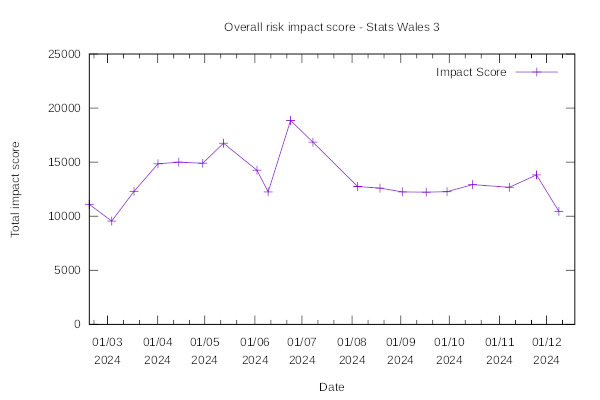 Overall risk impact score - Stats Wales 3
Impact Score
Total impact score
25000
20000
15000
10000
5000
0
01/03 01/04 01/05 01/06 01/07 01/08 01/09 01/10 01/11 01/12
2024 2024 2024 2024 2024 2024 2024 2024 2024 2024
Date